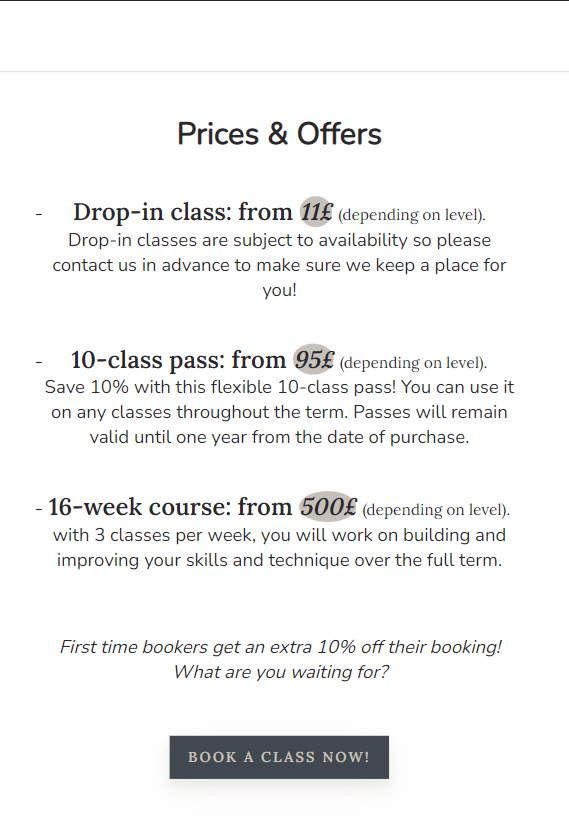 Prices & Offers
- Drop-in class: from 11£ (depending on level).
Drop-in classes are subject to availability so please
contact us in advance to make sure we keep a place for
you!
- 10-class pass: from 95£ (depending on level).
Save 10% with this flexible 10-class pass! You can use it
on any classes throughout the term. Passes will remain
valid until one year from the date of purchase.
- 16-week course: from 500£ (depending on level).
with 3 classes per week, you will work on building and
improving your skills and technique over the full term.
First time bookers get an extra 10% off their booking!
What are you waiting for?
BOOK A CLASS NOW!